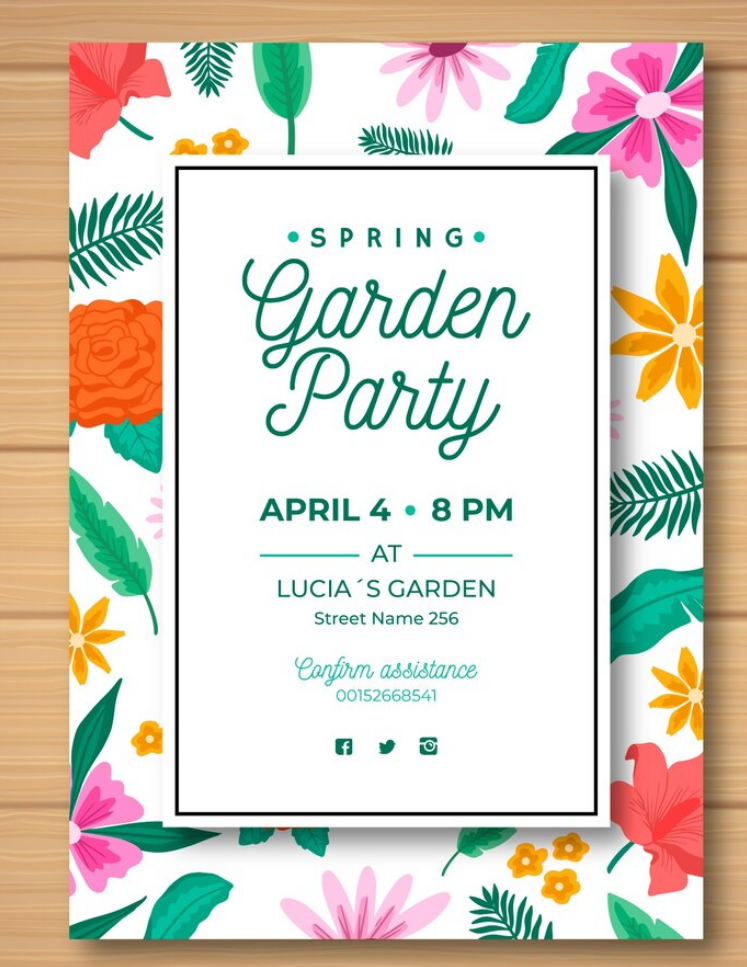 •SPRING•
Garden
Party
APRIL 4 • 8 PM
AT
LUCIA´S GARDEN
Street Name 256
Confirm assistance
00152668541